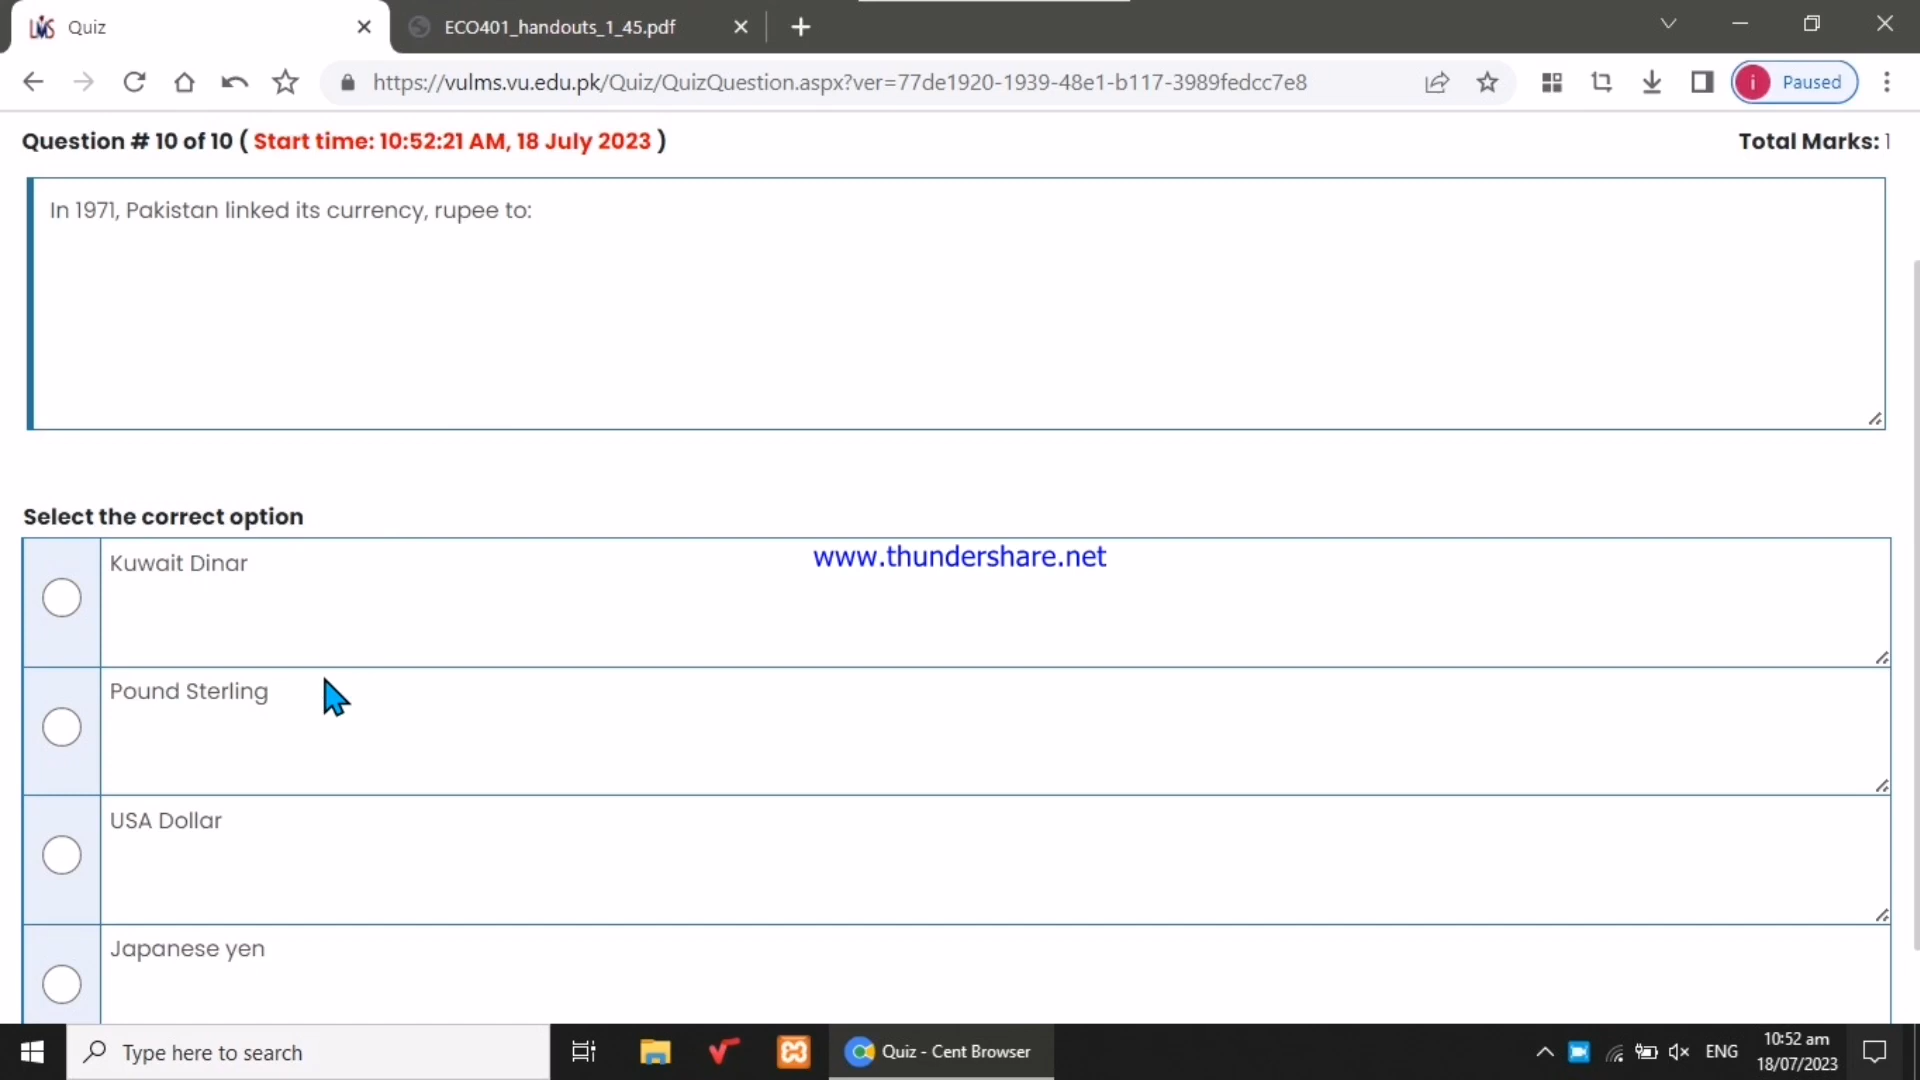 LMS Quiz
ECO401_handouts_1_45.pdf
https://vulms.vu.edu.pk/Quiz/QuizQuestion.aspx?ver=77de1920-1939-48e1-b117-3989fedcc7e8
i Paused
Question # 10 of 10 ( Start time: 10:52:21 AM, 18 July 2023 )
Total Marks: 1
In 1971, Pakistan linked its currency, rupee to:
Select the correct option
Kuwait Dinar
www.thundershare.net
Pound Sterling
USA Dollar
Japanese yen
Type here to search
Quiz - Cent Browser
ENG
10:52 am
18/07/2023